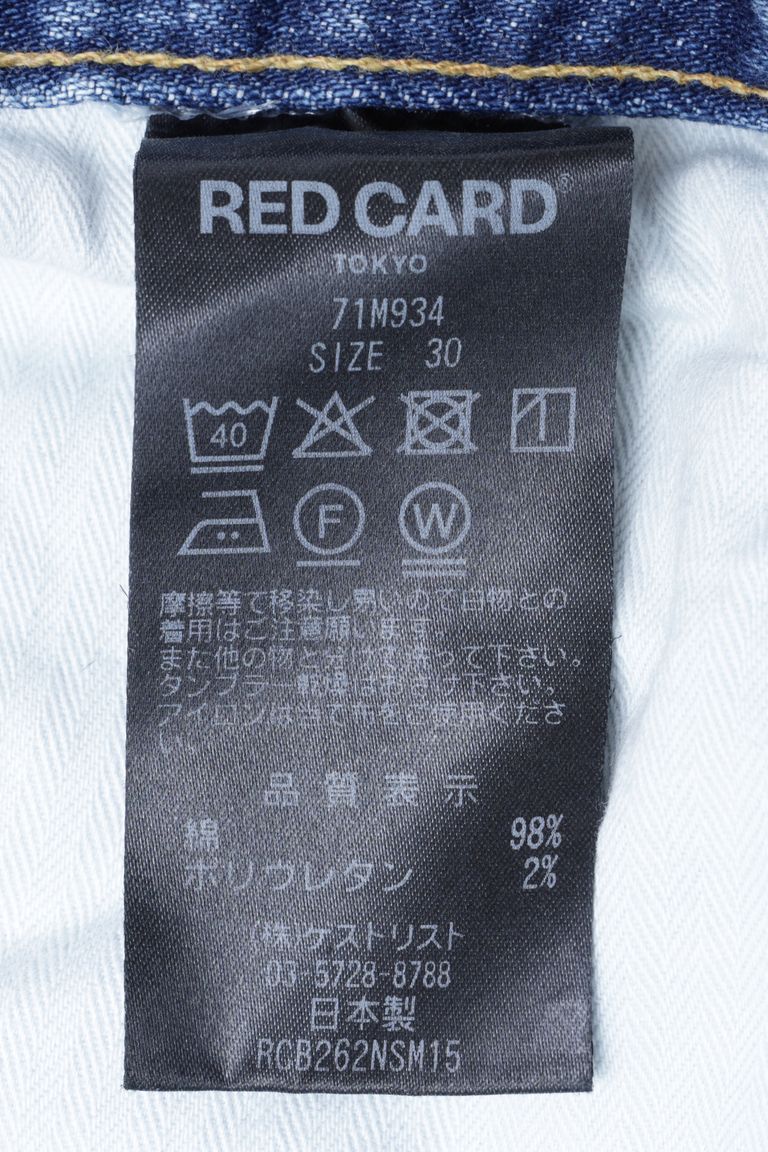 RED CARD®
TOKYO
71M934
SIZE 30
40
F
W
摩擦等で移染し易いので白物との
着用はご注意願います。
また他の物と分けて洗って下さい。
タンブラー乾燥はお避け下さい。
アイロンは当て布をご使用くださ
い。
品質表示
綿 98%
ポリウレタン 2%
(株)ゲストリスト
03-5728-8788
日本製
RCB262NSM15